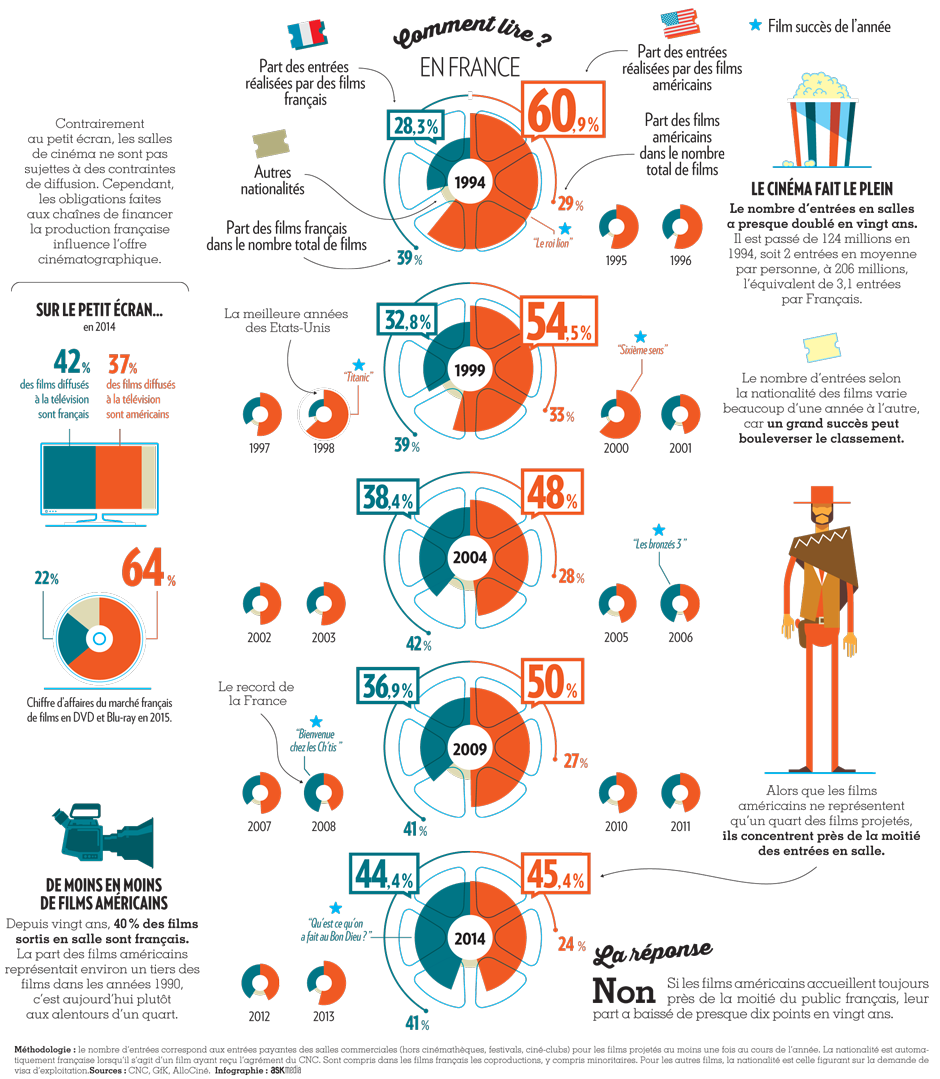 Comment lire ?
EN FRANCE
Film succès de l'année
Part des entrées
réalisées par des films
français
Part des entrées
réalisées par des films
américains
Autres
nationalités
Part des films français
dans le nombre total de films
Part des films
américains
dans le nombre
total de films
28,3%
60,9%
1994
29%
39%
"Le roi lion"
1995
1996
Contrairement
au petit écran, les salles
de cinéma ne sont pas
sujettes à des contraintes
de diffusion. Cependant,
les obligations faites
aux chaînes de financer
la production française
influence l'offre
cinématographique.
LE CINÉMA FAIT LE PLEIN
Le nombre d'entrées en salles
a presque doublé en vingt ans.
Il est passé de 124 millions en
1994, soit 2 entrées en moyenne
par personne, à 206 millions,
l'équivalent de 3,1 entrées
par Français.
SUR LE PETIT ÉCRAN...
en 2014
42%
des films diffusés
à la télévision
sont français
37%
des films diffusés
à la télévision
sont américains
La meilleure années
des Etats-Unis
"Titanic"
1997
1998
32,8%
54,5%
1999
33%
39%
"Sixième sens"
2000
2001
Le nombre d'entrées selon
la nationalité des films varie
beaucoup d'une année à l'autre,
car un grand succès peut
bouleverser le classement.
38,4%
48%
2004
28%
42%
2002
2003
"Les bronzés 3 "
2005
2006
22%
64%
Chiffre d'affaires du marché français
de films en DVD et Blu-ray en 2015.
Le record de
la France
"Bienvenue
chez les Ch'tis "
2007
2008
36,9%
50%
2009
27%
41%
2010
2011
Alors que les films
américains ne représentent
qu'un quart des films projetés,
ils concentrent près de la moitié
des entrées en salle.
DE MOINS EN MOINS
DE FILMS AMÉRICAINS
Depuis vingt ans, 40 % des films
sortis en salle sont français.
La part des films américains
représentait environ un tiers des
films dans les années 1990,
c'est aujourd'hui plutôt
aux alentours d'un quart.
44,4%
45,4%
"Qu'est ce qu'on
a fait au Bon Dieu ? "
2014
24 %
41%
2012
2013
La réponse
Non Si les films américains accueillent toujours
près de la moitié du public français, leur
part a baissé de presque dix points en vingt ans.
Méthodologie : le nombre d'entrées correspond aux entrées payantes des salles commerciales (hors cinémathèques, festivals, ciné-clubs) pour les films projetés au moins une fois au cours de l'année. La nationalité est automa-
tiquement française lorsqu'il s'agit d'un film ayant reçu l'agrément du CNC. Sont compris dans les films français les coproductions, y compris minoritaires. Pour les autres films, la nationalité est celle figurant sur la demande de
visa d'exploitation.Sources : CNC, GfK, AlloCiné. Infographie : ASKmedia